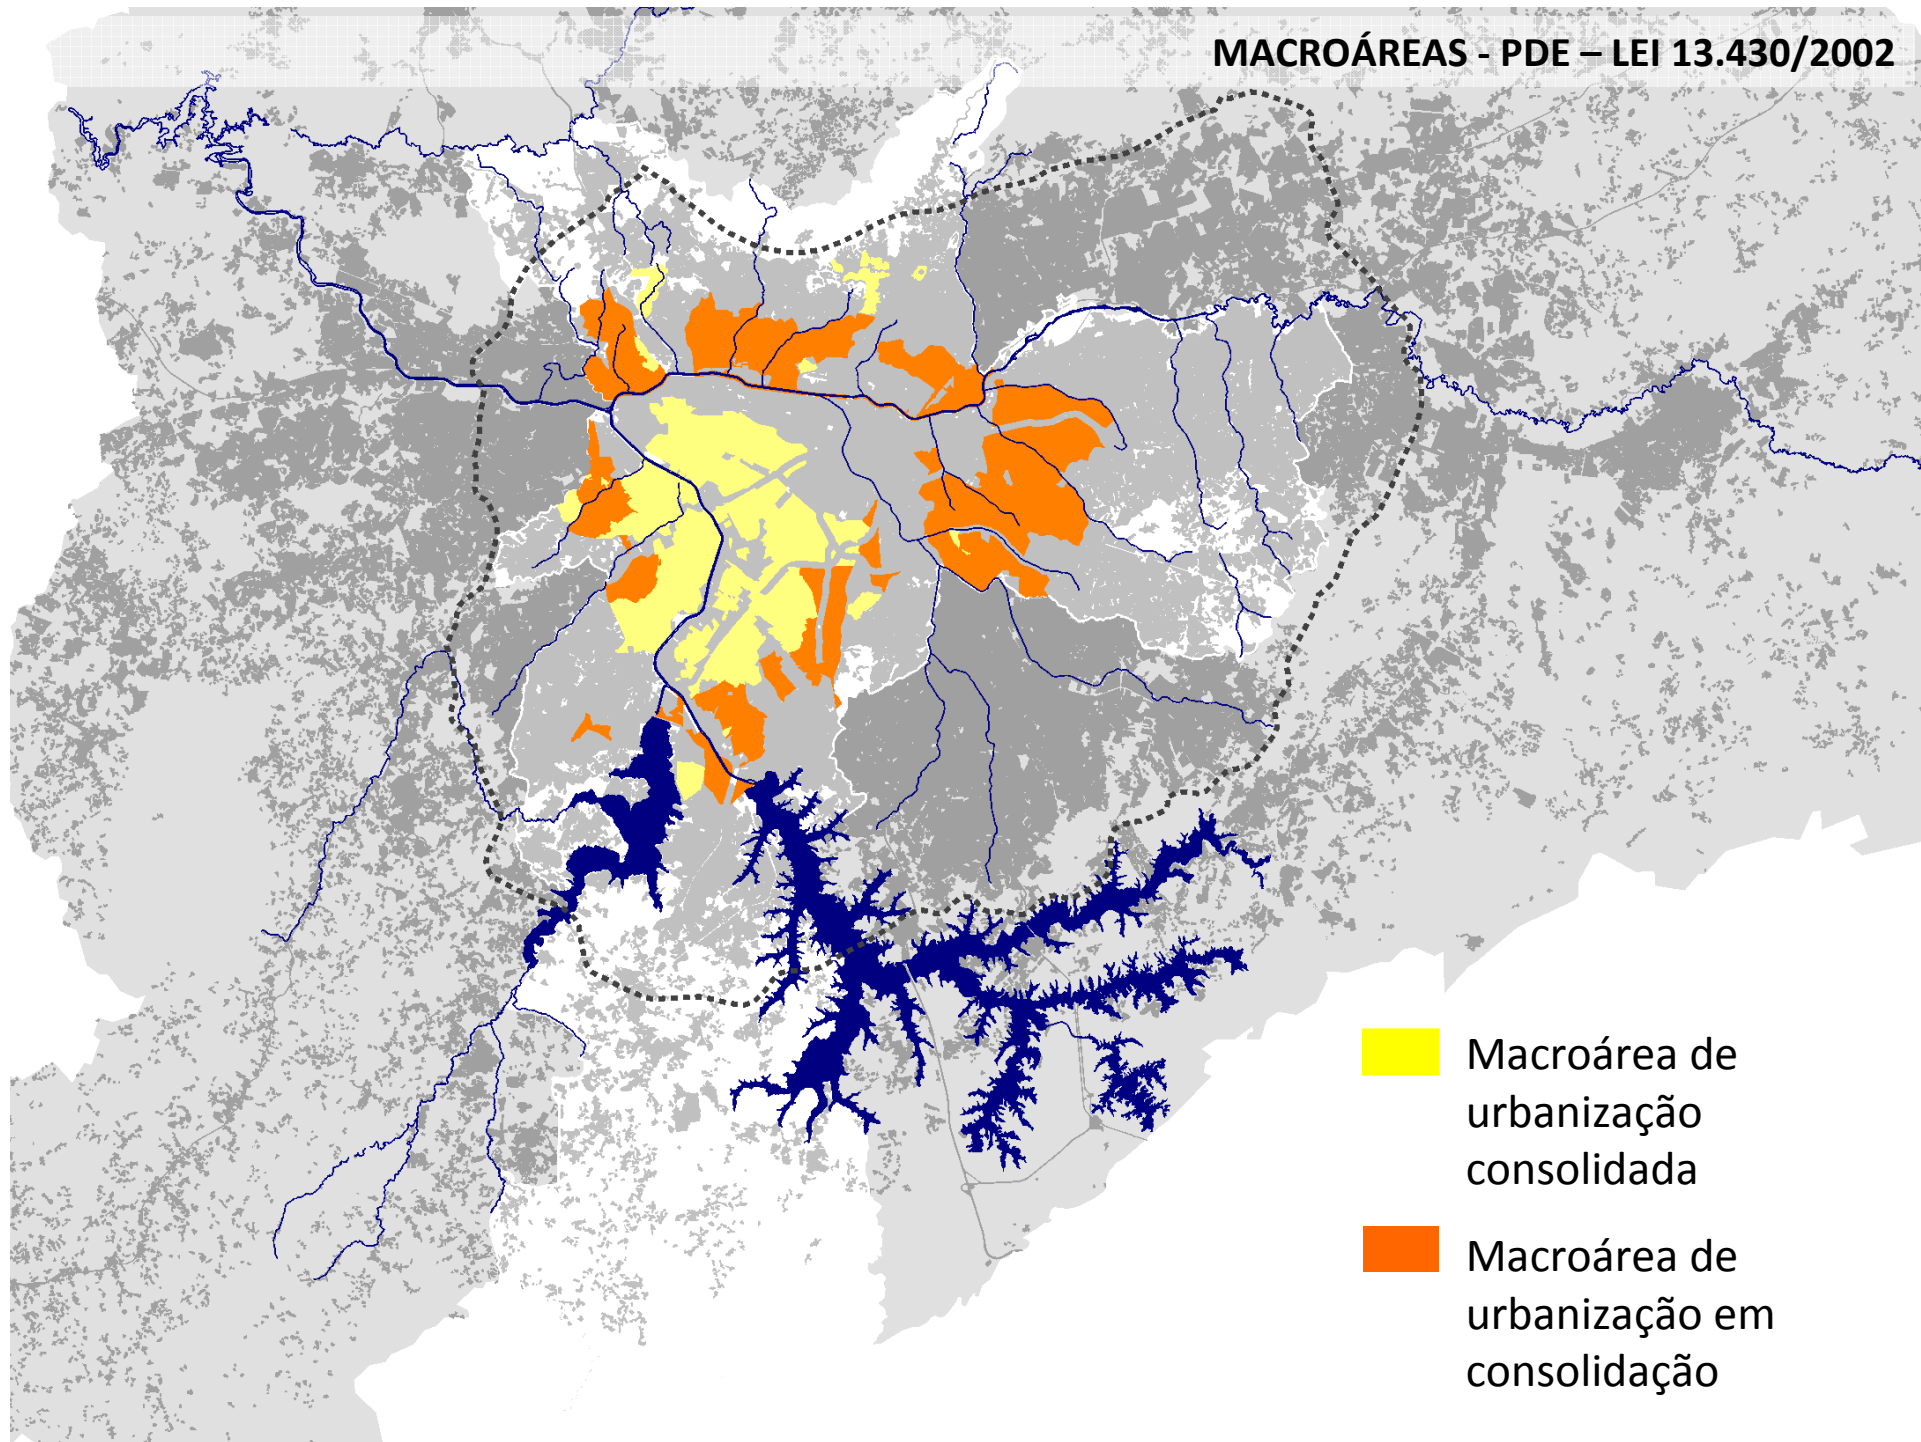 MACROÁREAS - PDE – LEI 13.430/2002
Macroárea de
urbanização
consolidada
Macroárea de
urbanização em
consolidação